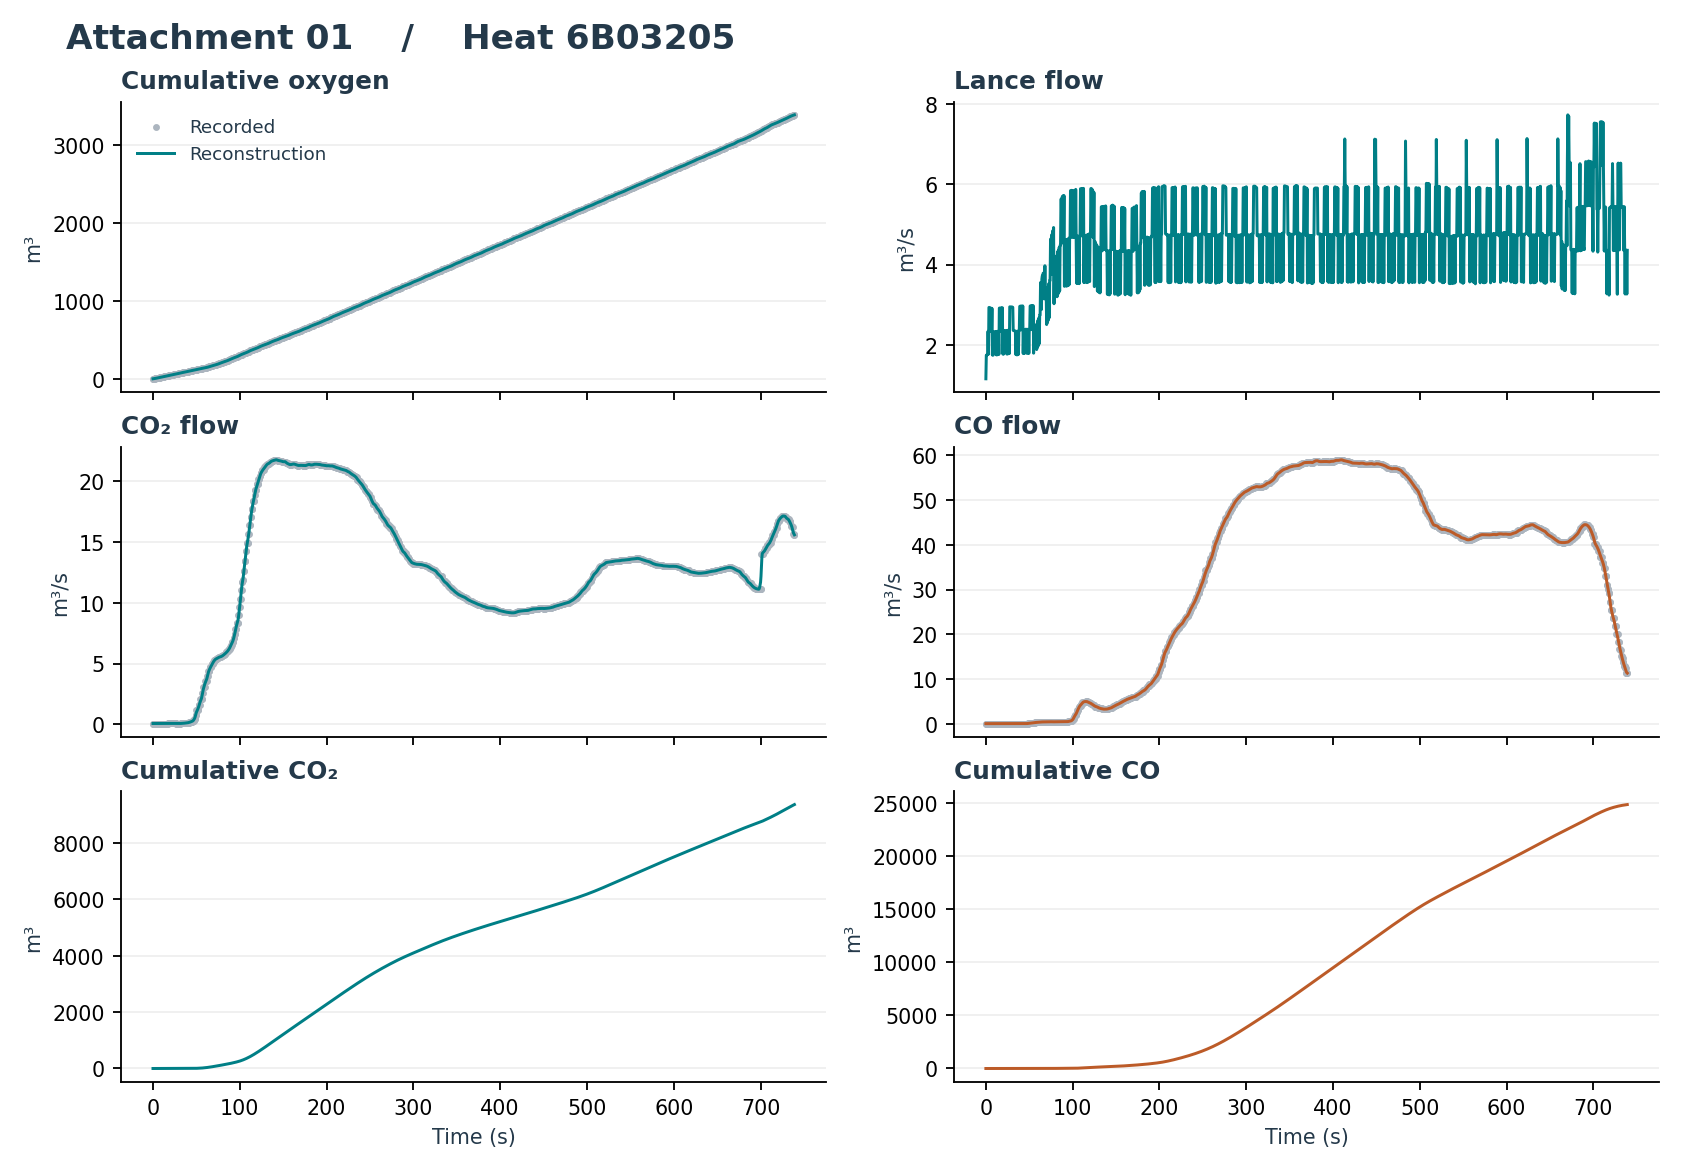 Attachment 01 / Heat 6B03205
Cumulative oxygen
m³
3000
2000
1000
0
Recorded
Reconstruction
Lance flow
m³/s
8
6
4
2
CO₂ flow
m³/s
20
15
10
5
0
CO flow
m³/s
60
50
40
30
20
10
0
Cumulative CO₂
m³
8000
6000
4000
2000
0
0 100 200 300 400 500 600 700
Time (s)
Cumulative CO
m³
25000
20000
15000
10000
5000
0
0 100 200 300 400 500 600 700
Time (s)